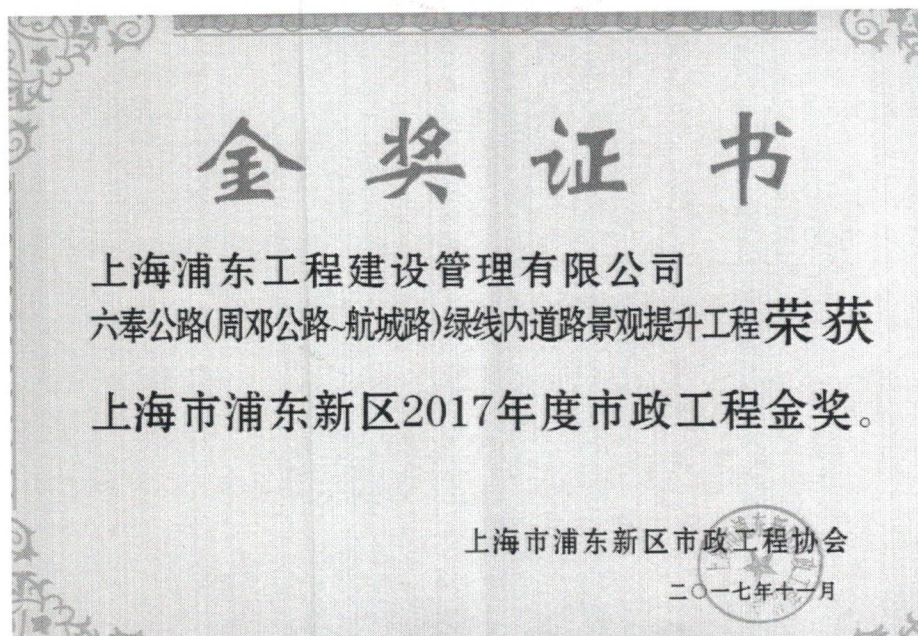 金奖证书
上海浦东工程建设管理有限公司
六奉公路(周邓公路~航城路)绿线内道路景观提升工程荣获
上海市浦东新区2017年度市政工程金奖。
上海市浦东新区市政工程协会
二〇一七年十一月